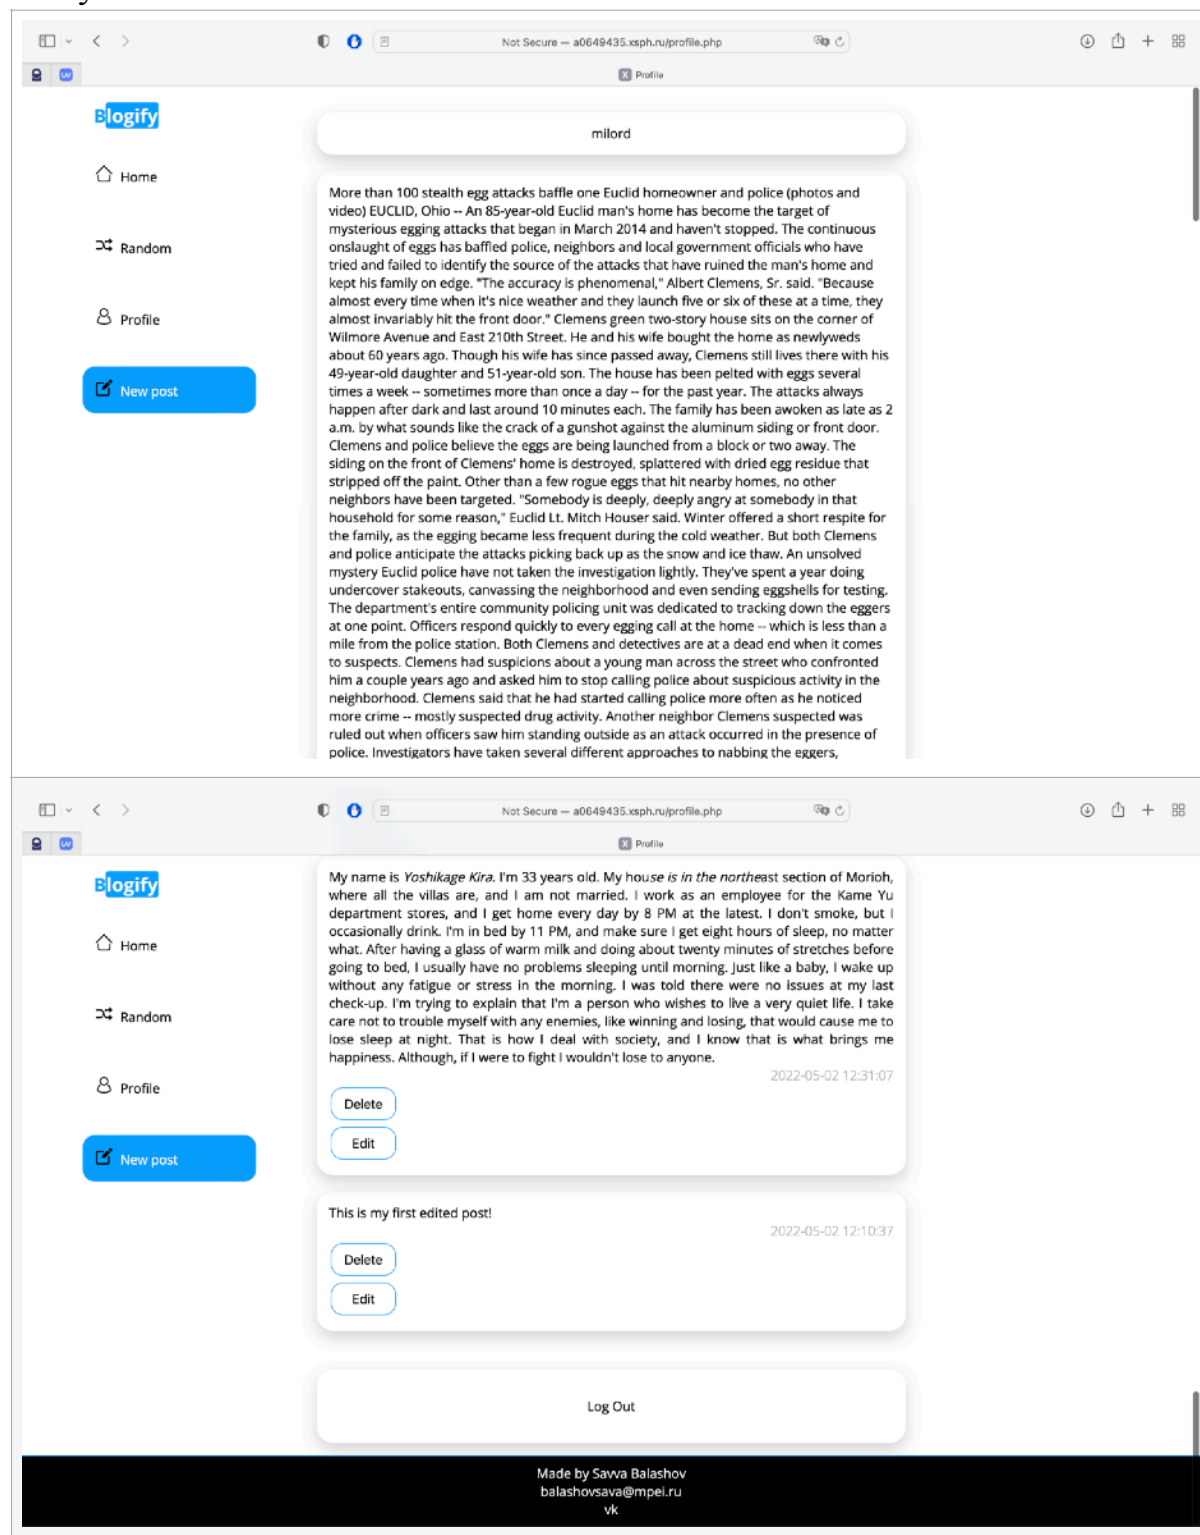 Not Secure — a0649435.xsph.ru/profile.php
Profile
Blogify
Home
Random
Profile
New post
milord
More than 100 stealth egg attacks baffle one Euclid homeowner and police (photos and
video) EUCLID, Ohio -- An 85-year-old Euclid man's home has become the target of
mysterious egging attacks that began in March 2014 and haven't stopped. The continuous
onslaught of eggs has baffled police, neighbors and local government officials who have
tried and failed to identify the source of the attacks that have ruined the man's home and
kept his family on edge. "The accuracy is phenomenal," Albert Clemens, Sr. said. "Because
almost every time when it's nice weather and they launch five or six of these at a time, they
almost invariably hit the front door." Clemens green two-story house sits on the corner of
Wilmore Avenue and East 210th Street. He and his wife bought the home as newlyweds
about 60 years ago. Though his wife has since passed away, Clemens still lives there with his
49-year-old daughter and 51-year-old son. The house has been pelted with eggs several
times a week -- sometimes more than once a day -- for the past year. The attacks always
happen after dark and last around 10 minutes each. The family has been awoken as late as 2
a.m. by what sounds like the crack of a gunshot against the aluminum siding or front door.
Clemens and police believe the eggs are being launched from a block or two away. The
siding on the front of Clemens' home is destroyed, splattered with dried egg residue that
stripped off the paint. Other than a few rogue eggs that hit nearby homes, no other
neighbors have been targeted. "Somebody is deeply, deeply angry at somebody in that
household for some reason," Euclid Lt. Mitch Houser said. Winter offered a short respite for
the family, as the egging became less frequent during the cold weather. But both Clemens
and police anticipate the attacks picking back up as the snow and ice thaw. An unsolved
mystery Euclid police have not taken the investigation lightly. They've spent a year doing
undercover stakeouts, canvassing the neighborhood and even sending eggshells for testing.
The department's entire community policing unit was dedicated to tracking down the eggers
at one point. Officers respond quickly to every egging call at the home -- which is less than a
mile from the police station. Both Clemens and detectives are at a dead end when it comes
to suspects. Clemens had suspicions about a young man across the street who confronted
him a couple years ago and asked him to stop calling police about suspicious activity in the
neighborhood. Clemens said that he had started calling police more often as he noticed
more crime -- mostly suspected drug activity. Another neighbor Clemens suspected was
ruled out when officers saw him standing outside as an attack occurred in the presence of
police. Investigators have taken several different approaches to nabbing the eggers,
Not Secure — a0649435.xsph.ru/profile.php
Profile
Blogify
Home
Random
Profile
New post
My name is Yoshikage Kira. I'm 33 years old. My house is in the northeast section of Morioh,
where all the villas are, and I am not married. I work as an employee for the Kame Yu
department stores, and I get home every day by 8 PM at the latest. I don't smoke, but I
occasionally drink. I'm in bed by 11 PM, and make sure I get eight hours of sleep, no matter
what. After having a glass of warm milk and doing about twenty minutes of stretches before
going to bed, I usually have no problems sleeping until morning. Just like a baby, I wake up
without any fatigue or stress in the morning. I was told there were no issues at my last
check-up. I'm trying to explain that I'm a person who wishes to live a very quiet life. I take
care not to trouble myself with any enemies, like winning and losing, that would cause me to
lose sleep at night. That is how I deal with society, and I know that is what brings me
happiness. Although, if I were to fight I wouldn't lose to anyone.
2022-05-02 12:31:07
Delete
Edit
This is my first edited post!
2022-05-02 12:10:37
Delete
Edit
Log Out
Made by Savva Balashov
balashovsava@mpei.ru
vk